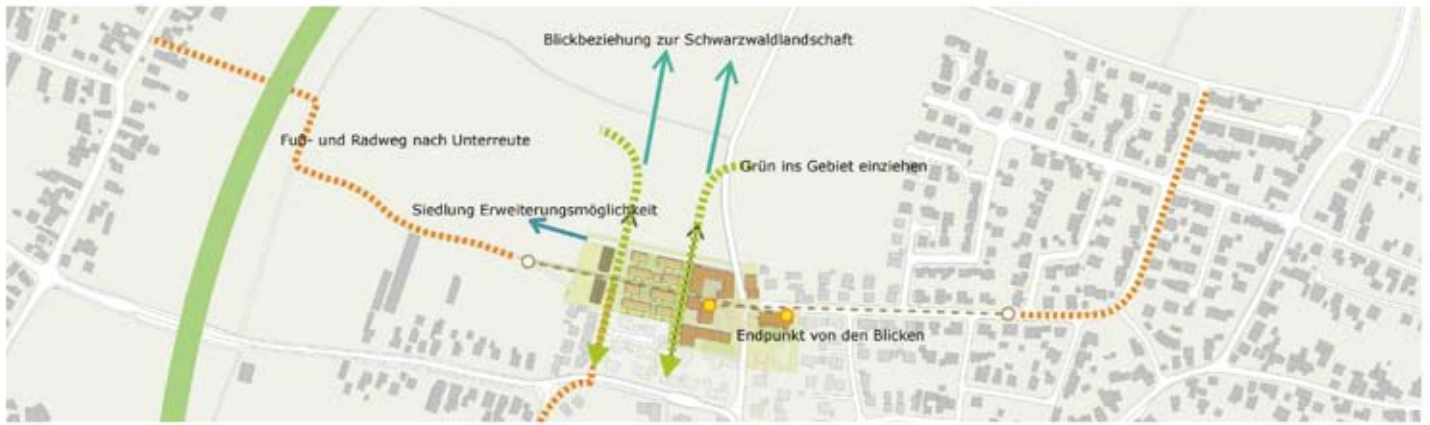 Blickbeziehung zur Schwarzwaldlandschaft
Fuß- und Radweg nach Unterreute
Grün ins Gebiet einziehen
Siedlung Erweiterungsmöglichkeit
Endpunkt von den Blicken